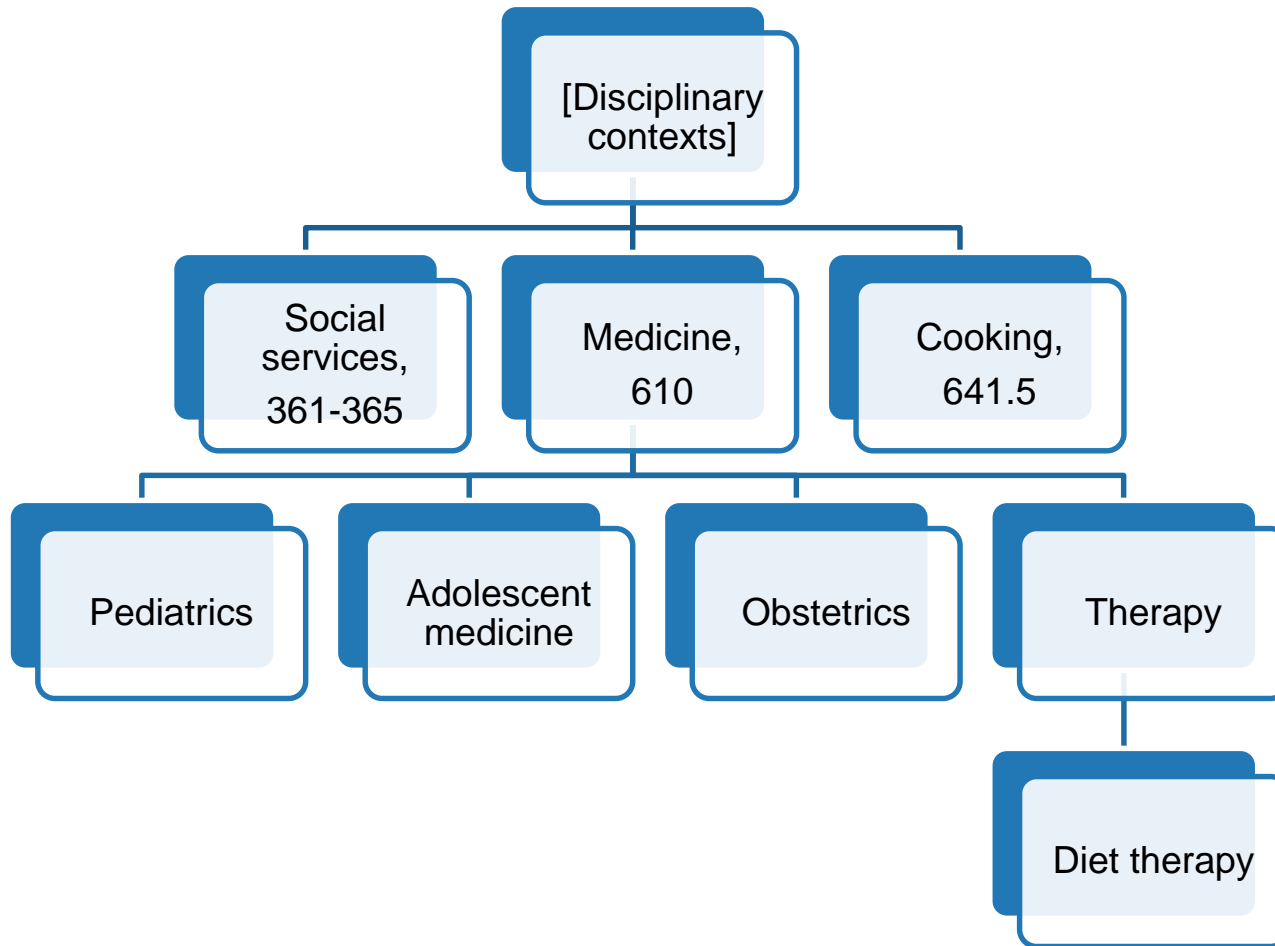 [Disciplinary
contexts]
Social
services,
361-365
Medicine,
610
Cooking,
641.5
Pediatrics
Adolescent
medicine
Obstetrics
Therapy
Diet therapy